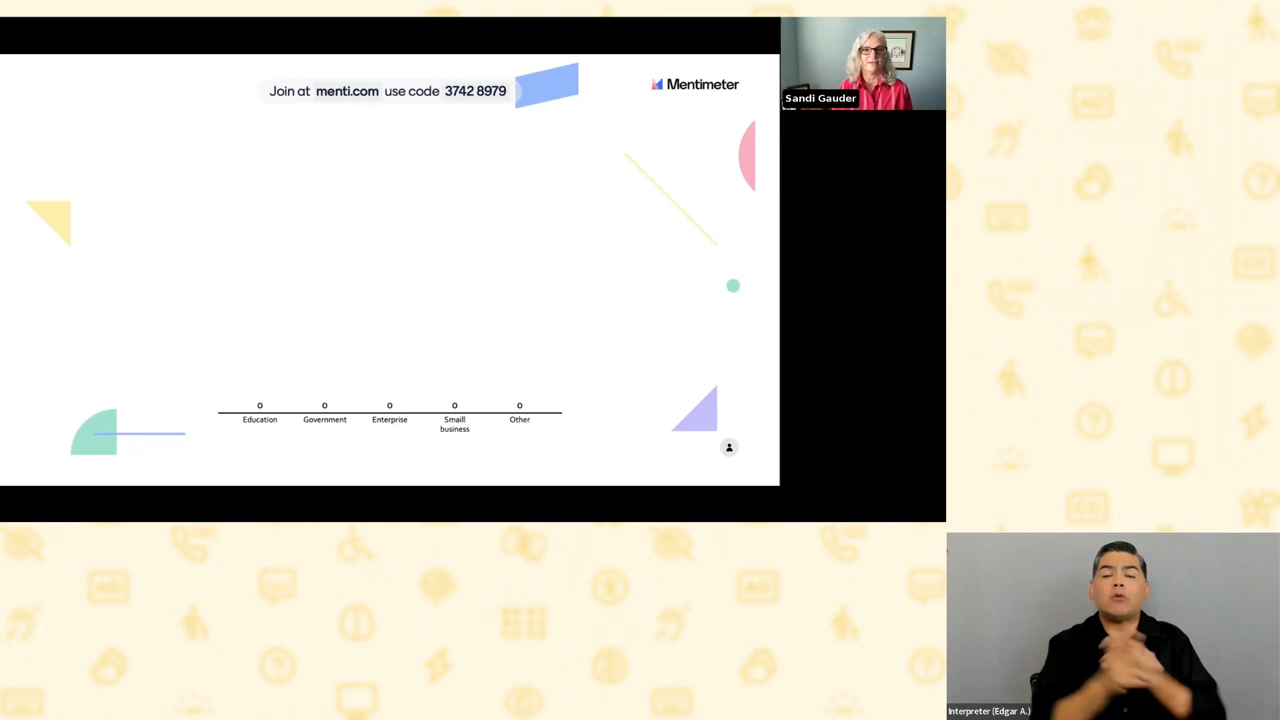 Join at menti.com use code 3742 8979
Mentimeter
Sandi Gauder
0 0 0 0 0
Education Government Enterprise Smaill business Other
Interpreter (Edgar A.)